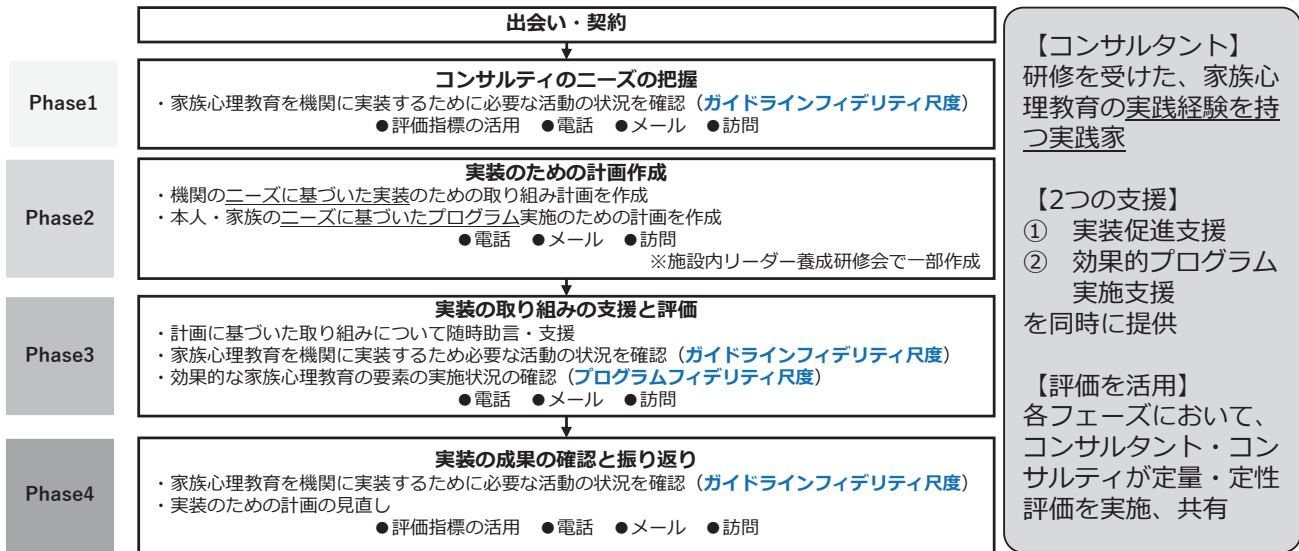 出会い・契約
Phase1
コンサルティのニーズの把握
・家族心理教育を機関に実装するために必要な活動の状況を確認（ガイドラインフィデリティ尺度）
●評価指標の活用　●電話　●メール　●訪問
Phase2
実装のための計画作成
・機関のニーズに基づいた実装のための取り組み計画を作成
・本人・家族のニーズに基づいたプログラム実施のための計画を作成
●電話　●メール　●訪問
※施設内リーダー養成研修会で一部作成
Phase3
実装の取り組みの支援と評価
・計画に基づいた取り組みについて随時助言・支援
・家族心理教育を機関に実装するため必要な活動の状況を確認（ガイドラインフィデリティ尺度）
・効果的な家族心理教育の要素の実施状況の確認（プログラムフィデリティ尺度）
●電話　●メール　●訪問
Phase4
実装の成果の確認と振り返り
・家族心理教育を機関に実装するために必要な活動の状況を確認（ガイドラインフィデリティ尺度）
・実装のための計画の見直し
●評価指標の活用　●電話　●メール　●訪問
【コンサルタント】
研修を受けた、家族心
理教育の実践経験を持
つ実践家
【2つの支援】
①　実装促進支援
②　効果的プログラム
実施支援
を同時に提供
【評価を活用】
各フェーズにおいて、
コンサルタント・コン
サルティが定量・定性
評価を実施、共有